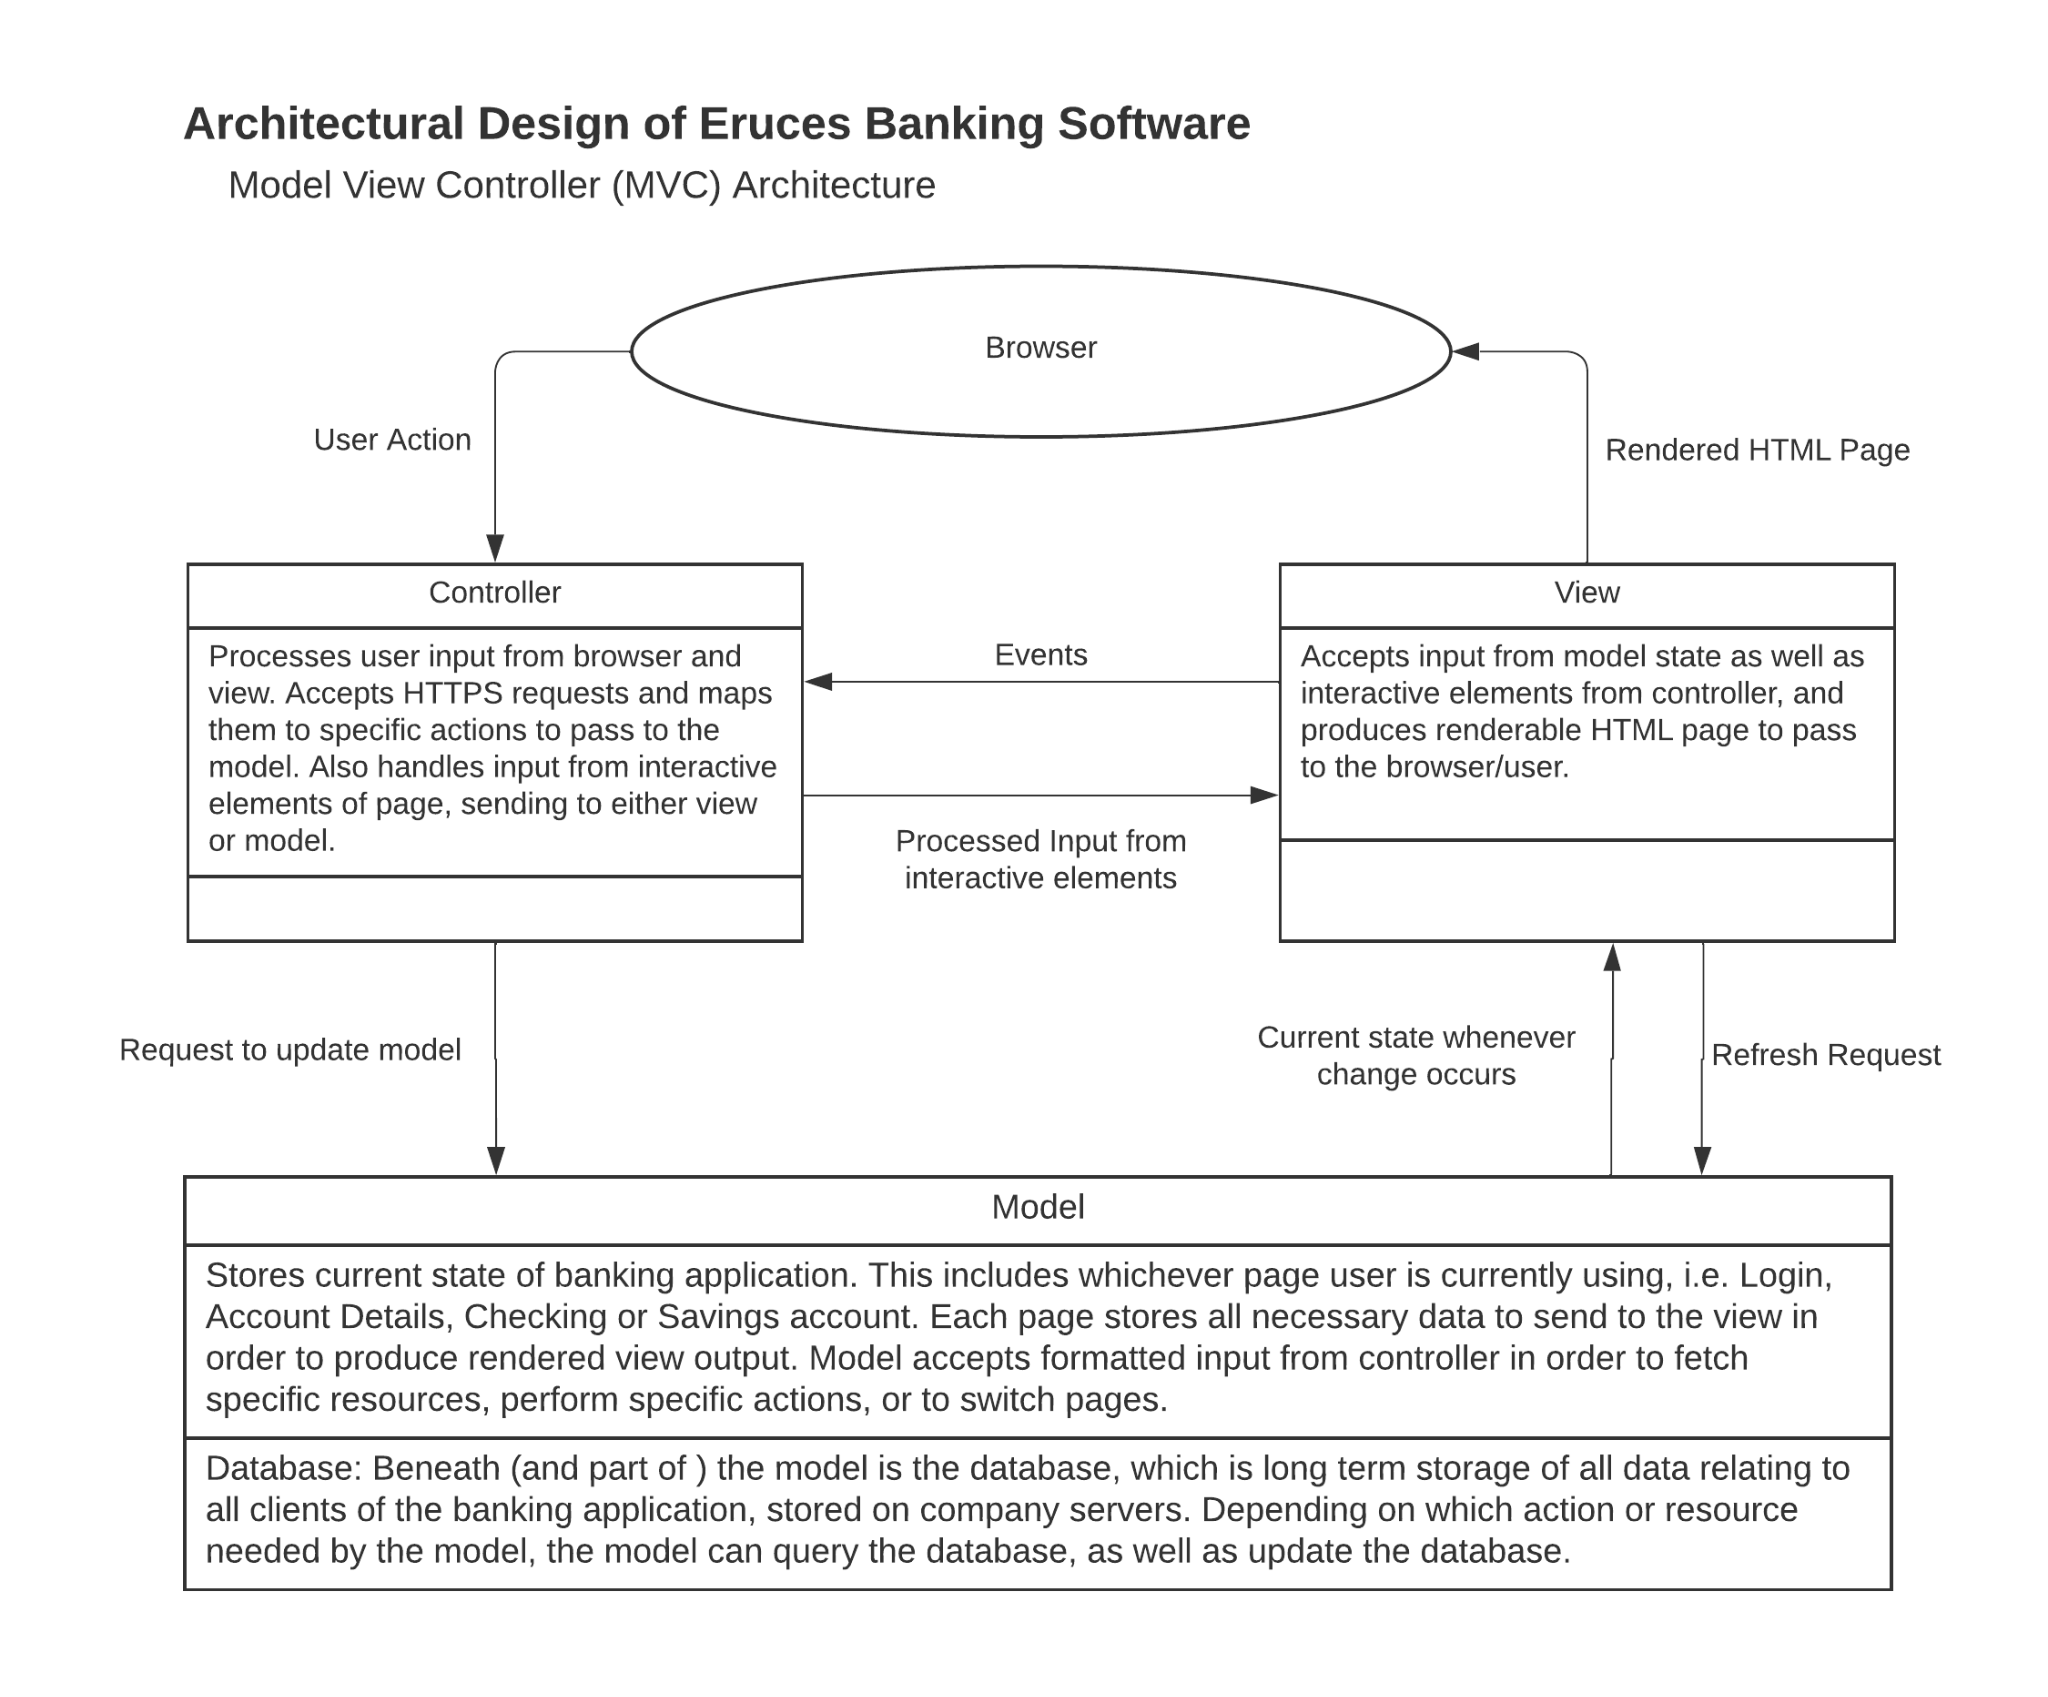 Architectural Design of Eruces Banking Software
Model View Controller (MVC) Architecture
Browser
User Action
Rendered HTML Page
Controller
Processes user input from browser and
view. Accepts HTTPS requests and maps
them to specific actions to pass to the
model. Also handles input from interactive
elements of page, sending to either view
or model.
Events
Processed Input from
interactive elements
View
Accepts input from model state as well as
interactive elements from controller, and
produces renderable HTML page to pass
to the browser/user.
Request to update model
Current state whenever
change occurs
Refresh Request
Model
Stores current state of banking application. This includes whichever page user is currently using, i.e. Login,
Account Details, Checking or Savings account. Each page stores all necessary data to send to the view in
order to produce rendered view output. Model accepts formatted input from controller in order to fetch
specific resources, perform specific actions, or to switch pages.
Database: Beneath (and part of ) the model is the database, which is long term storage of all data relating to
all clients of the banking application, stored on company servers. Depending on which action or resource
needed by the model, the model can query the database, as well as update the database.